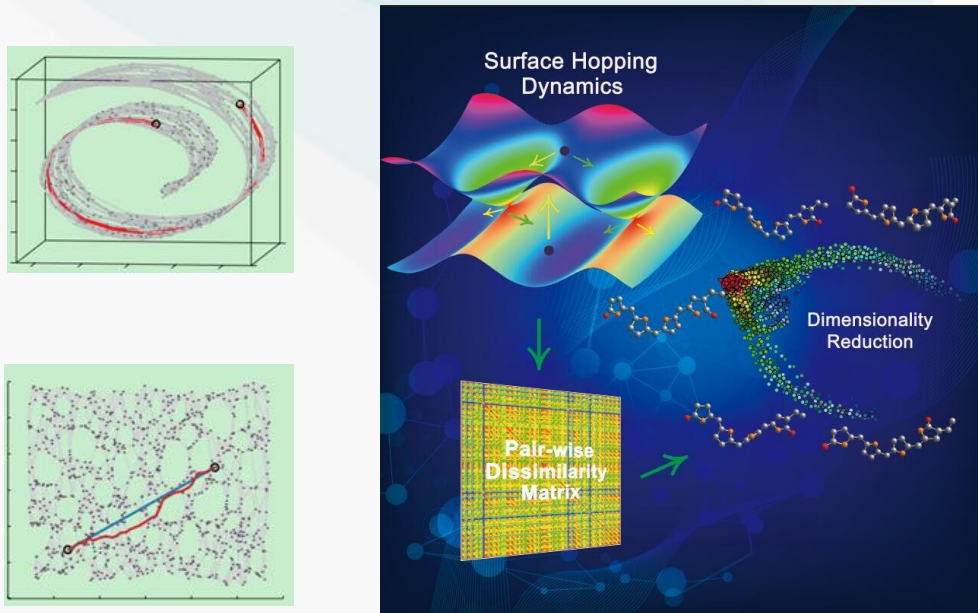 Surface Hopping
Dynamics
Dimensionality
Reduction
Pair-wise
Dissimilarity
Matrix